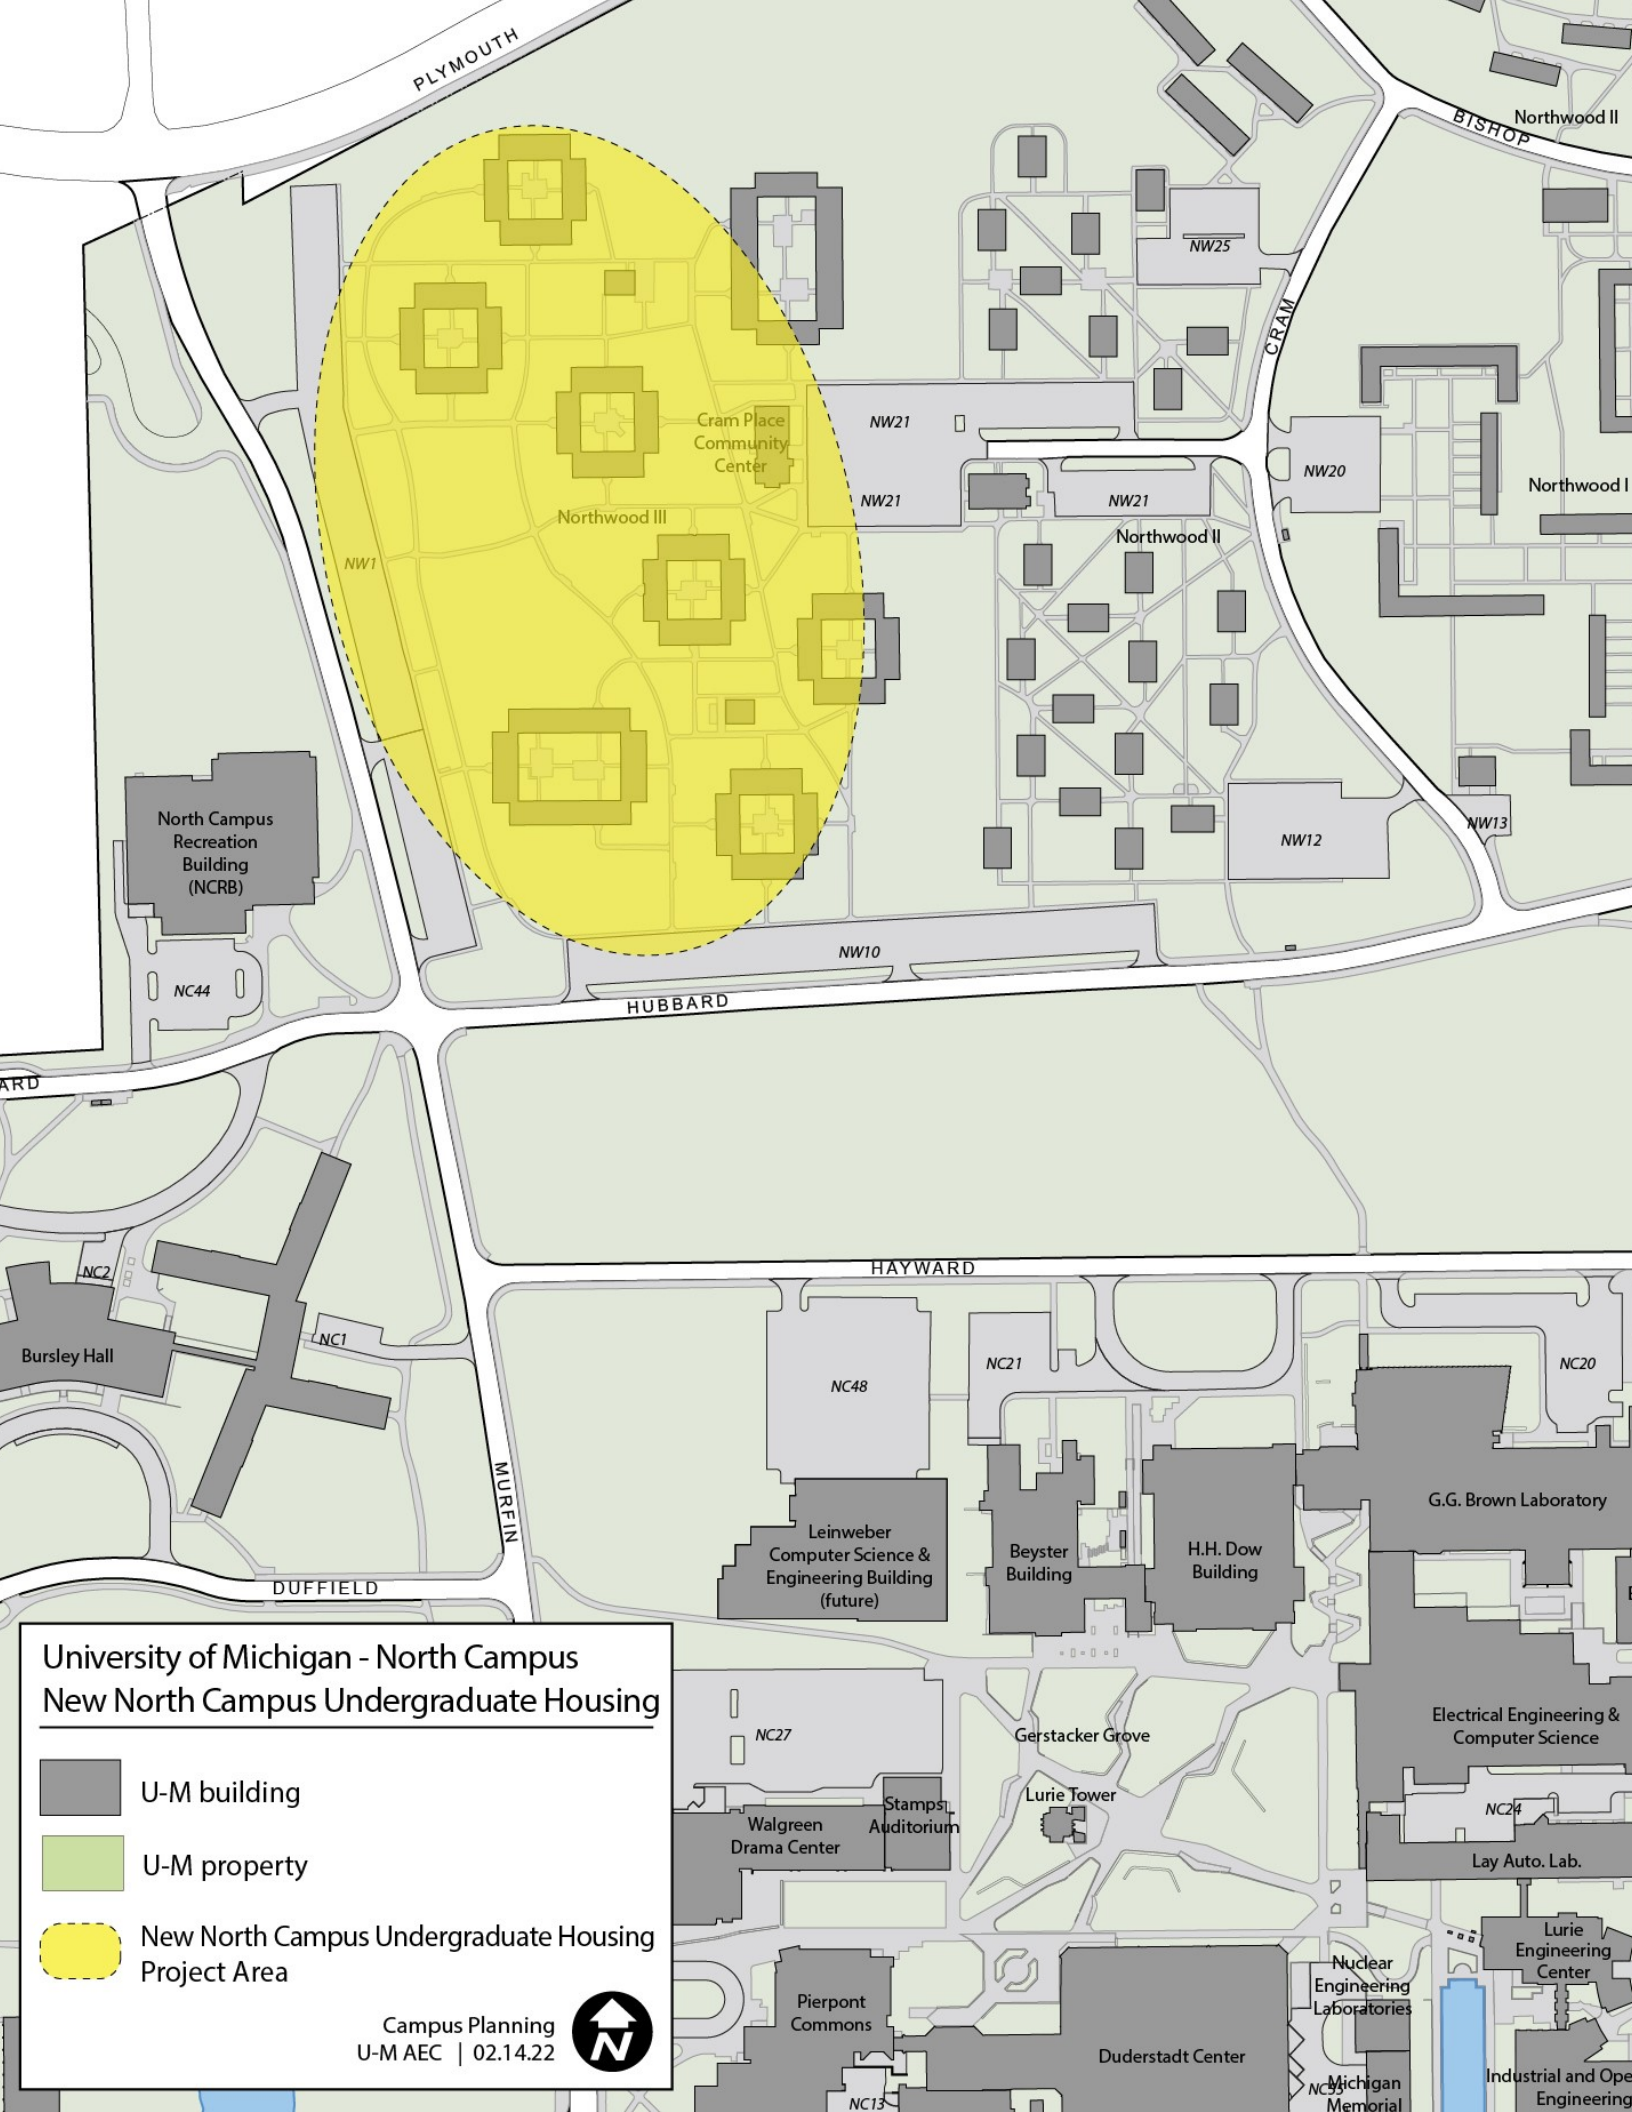 PLYMOUTH
Northwood II
BISHOP
NW25
CRAM
Cram Place
Community
Center
NW21
NW21
NW21
NW20
Northwood I
Northwood III
Northwood II
NW1
North Campus
Recreation
Building
(NCRB)
NW12
NW13
NW10
NC44
HUBBARD
ARD
HAYWARD
NC2
NC1
Bursley Hall
NC48
NC21
NC20
MURFIN
G.G. Brown Laboratory
Leinweber
Computer Science &
Engineering Building
(future)
Beyster
Building
H.H. Dow
Building
DUFFIELD
University of Michigan - North Campus
New North Campus Undergraduate Housing
U-M building
U-M property
New North Campus Undergraduate Housing
Project Area
Campus Planning
U-M AEC | 02.14.22
N
NC27
Gerstacker Grove
Electrical Engineering &
Computer Science
Lurie Tower
Stamps
Auditorium
Walgreen
Drama Center
NC24
Lay Auto. Lab.
Lurie
Engineering
Center
Nuclear
Engineering
Laboratories
Pierpont
Commons
Duderstadt Center
Michigan
Memorial
Industrial and Ope
Engineering
NC13